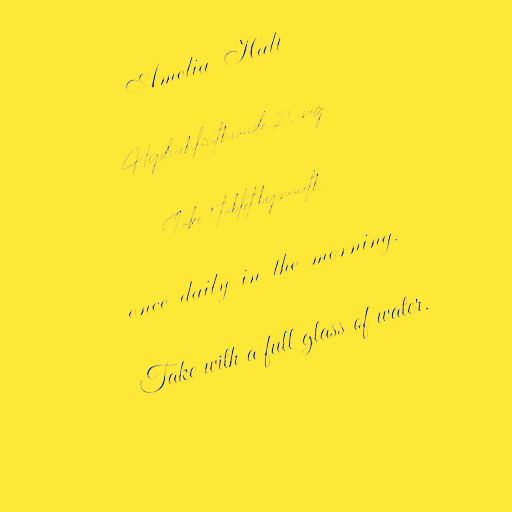 Amelia Hall
Hydrochlorothiazide 25 mg
Take 1 tablet by mouth
once daily in the morning.
Take with a full glass of water.